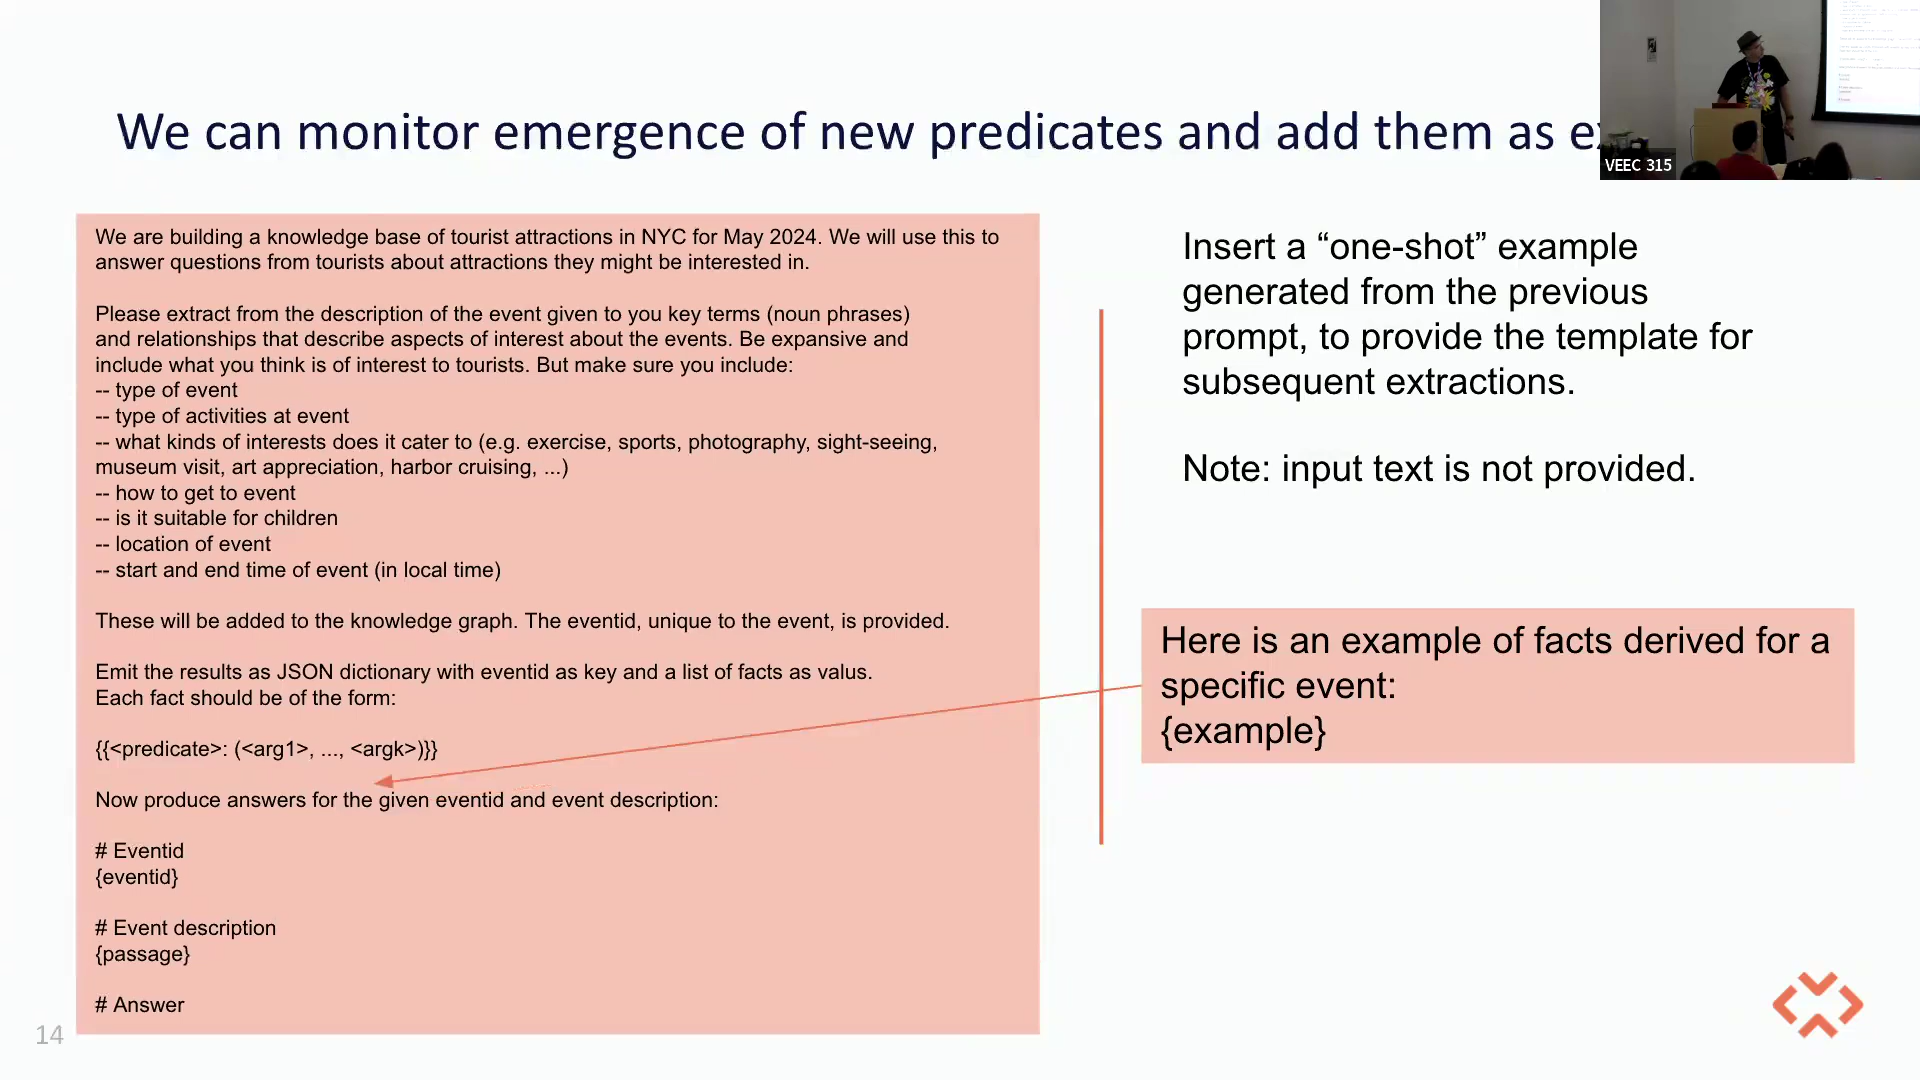 We can monitor emergence of new predicates and add them as
VEEC 315
We are building a knowledge base of tourist attractions in NYC for May 2024. We will use this to
answer questions from tourists about attractions they might be interested in.
Please extract from the description of the event given to you key terms (noun phrases)
and relationships that describe aspects of interest about the events. Be expansive and
include what you think is of interest to tourists. But make sure you include:
-- type of event
-- type of activities at event
-- what kinds of interests does it cater to (e.g. exercise, sports, photography, sight-seeing,
museum visit, art appreciation, harbor cruising, ...)
-- how to get to event
-- is it suitable for children
-- location of event
-- start and end time of event (in local time)
These will be added to the knowledge graph. The eventid, unique to the event, is provided.
Emit the results as JSON dictionary with eventid as key and a list of facts as valus.
Each fact should be of the form:
{{<predicate>: (<arg1>, ..., <argk>)}}
Now produce answers for the given eventid and event description:
# Eventid
{eventid}
# Event description
{passage}
# Answer
Insert a “one-shot” example
generated from the previous
prompt, to provide the template for
subsequent extractions.
Note: input text is not provided.
Here is an example of facts derived for a
specific event:
{example}
14